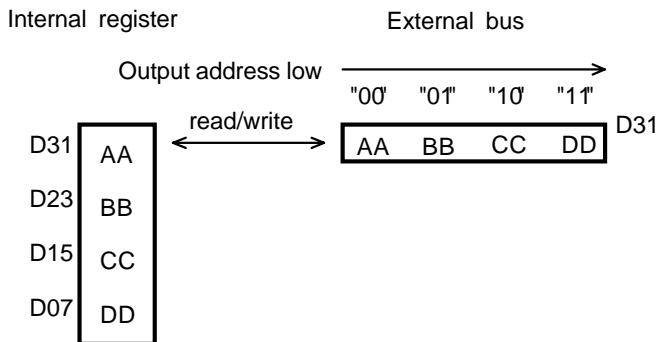 Internal register
External bus
Output address low
"00" "01" "10" "11"
read/write
D31
AA BB CC DD
D31 AA
D23 BB
D15 CC
D07 DD